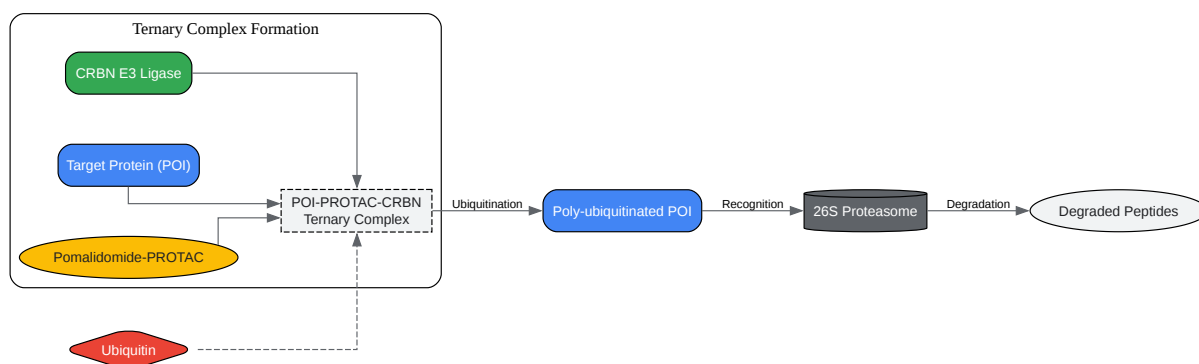 Ternary Complex Formation
CRBN E3 Ligase
Target Protein (POI)
POI-PROTAC-CRBN
Ternary Complex
Ubiquitination
Poly-ubiquitinated POI
Recognition
26S Proteasome
Degradation
Degraded Peptides
Pomalidomide-PROTAC
Ubiquitin